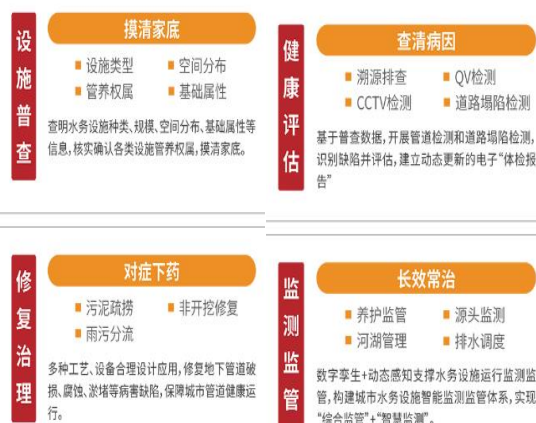 设施普查
摸清家底
■ 设施类型 ■ 空间分布
■ 管养权属 ■ 基础属性
查明水务设施种类、规模、空间分布、基础属性等
信息,核实确认各类设施管养权属,摸清家底。
健康评估
查清病因
■ 溯源排查 ■ QV检测
■ CCTV检测 ■ 道路塌陷检测
基于普查数据,开展管道检测和道路塌陷检测,
识别缺陷并评估,建立动态更新的电子“体检报
告”
修复治理
对症下药
■ 污泥疏捞 ■ 非开挖修复
■ 雨污分流
多种工艺、设备合理设计应用,修复地下管道破
损、腐蚀、淤堵等病害缺陷,保障城市管道健康运
行。
监测监管
长效常治
■ 养护监管 ■ 源头监测
■ 河湖管理 ■ 排水调度
数字孪生+动态感知支撑水务设施运行监测监
管,构建城市水务设施智能监测监管体系,实现
“综合监管”+“智慧监测”。